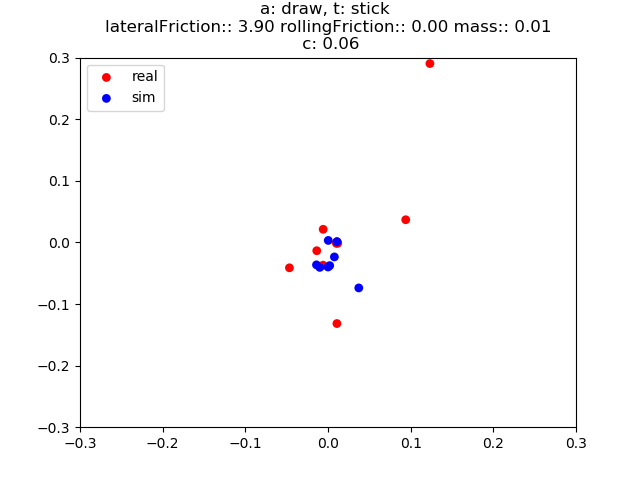 a: draw, t: stick
lateralFriction:: 3.90 rollingFriction:: 0.00 mass:: 0.01
c: 0.06
real
sim
0.3
0.2
0.1
0.0
−0.1
−0.2
−0.3
−0.3 −0.2 −0.1 0.0 0.1 0.2 0.3